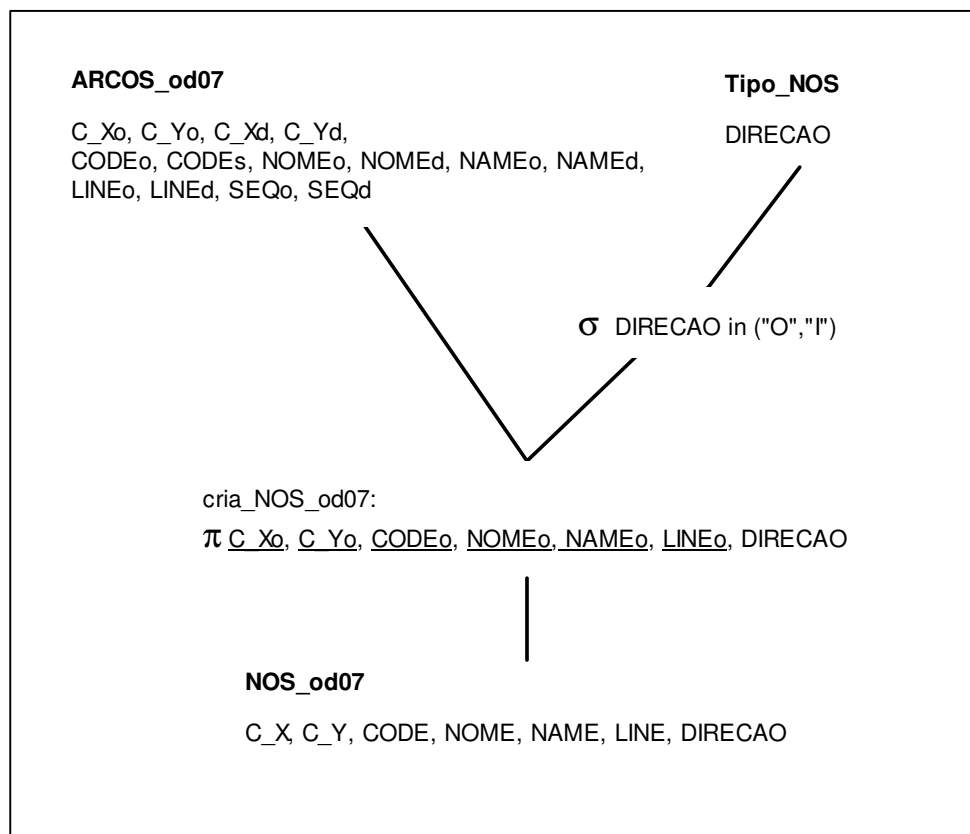 ARCOS_od07
C_Xo, C_Yo, C_Xd, C_Yd,
CODEo, CODEs, NOMEo, NOMEd, NAMEo, NAMEd,
LINEo, LINEd, SEQo, SEQd
Tipo_NOS
DIRECAO
σ DIRECAO in ("O","I")
cria_NOS_od07:
π C_Xo, C_Yo, CODEo, NOMEo, NAMEo, LINEo, DIRECAO
NOS_od07
C_X, C_Y, CODE, NOME, NAME, LINE, DIRECAO